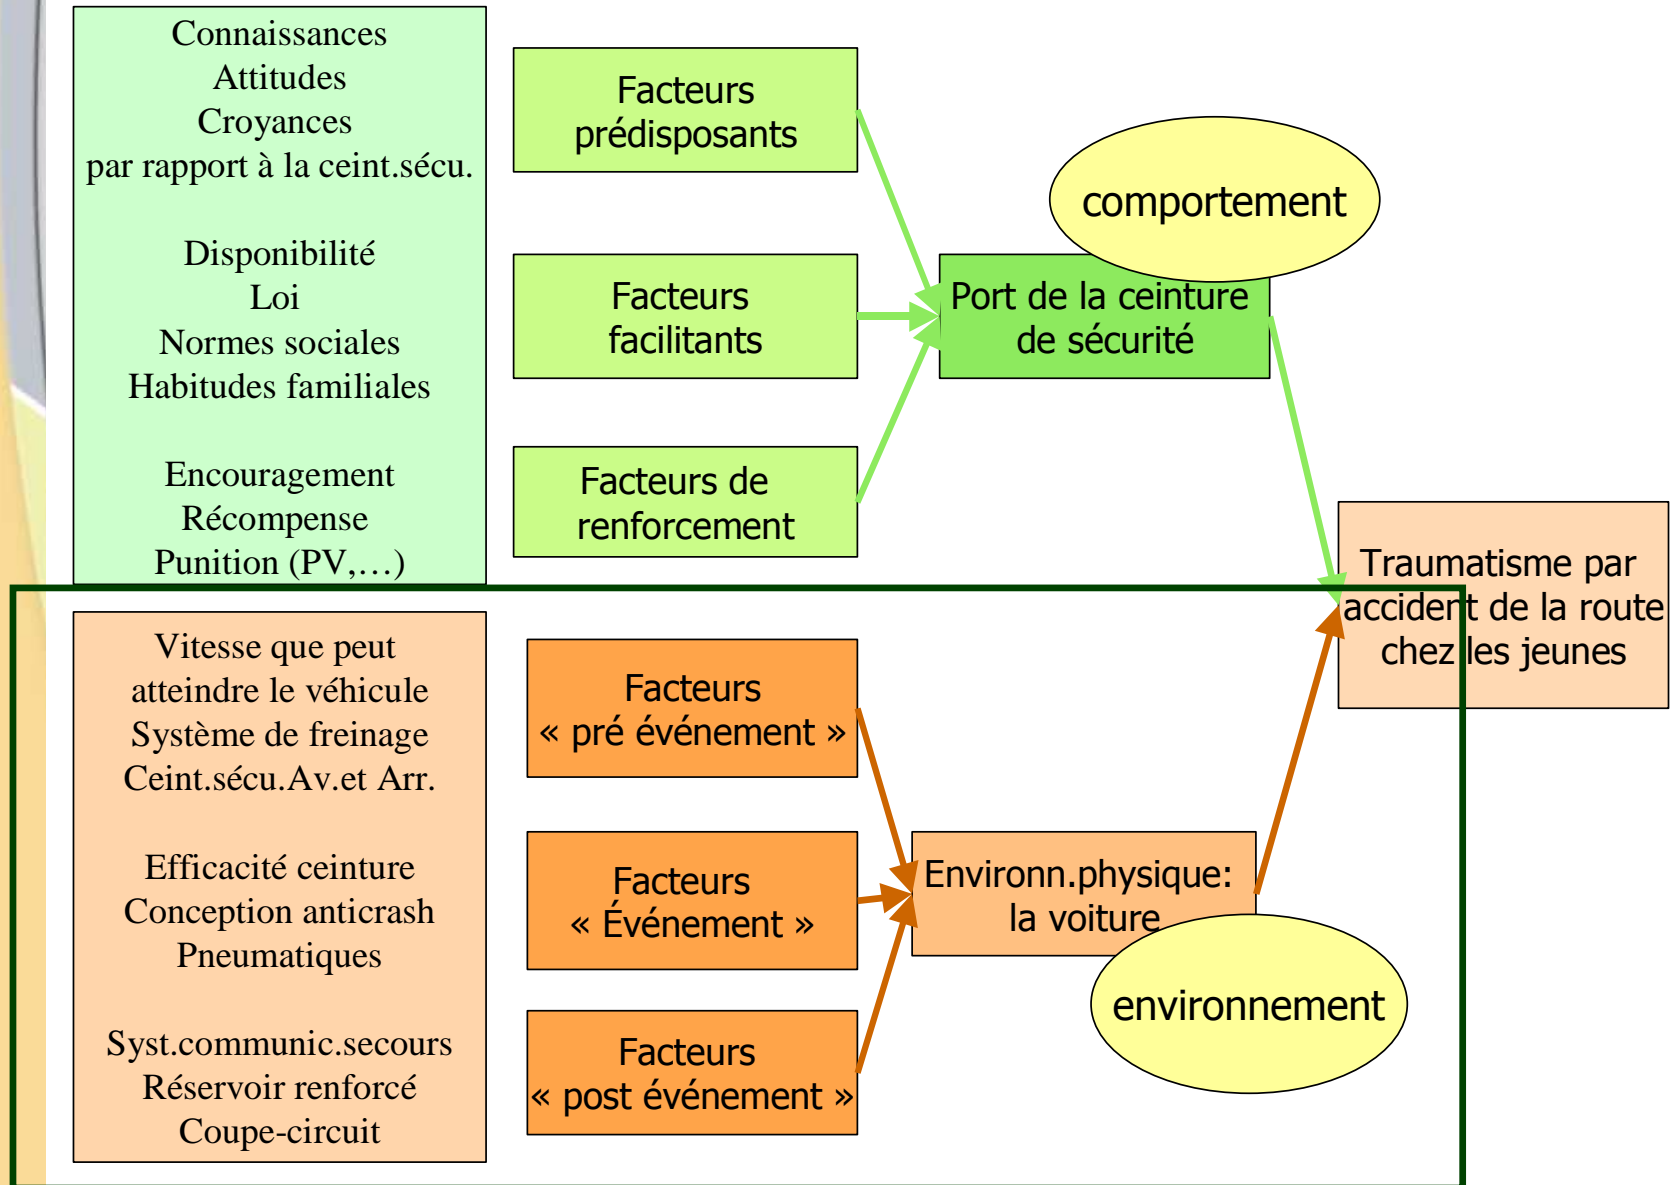 Connaissances
Attitudes
Croyances
par rapport à la ceint.sécu.
Disponibilité
Loi
Normes sociales
Habitudes familiales
Encouragement
Récompense
Punition (PV,…)
Facteurs
prédisposants
Facteurs
facilitants
Facteurs de
renforcement
comportement
Port de la ceinture
de sécurité
Traumatisme par
accident de la route
chez les jeunes
Vitesse que peut
atteindre le véhicule
Système de freinage
Ceint.sécu.Av.et Arr.
Efficacité ceinture
Conception anticrash
Pneumatiques
Syst.communic.secours
Réservoir renforcé
Coupe-circuit
Facteurs
« pré événement »
Facteurs
« Événement »
Facteurs
« post événement »
Environn.physique:
la voiture
environnement